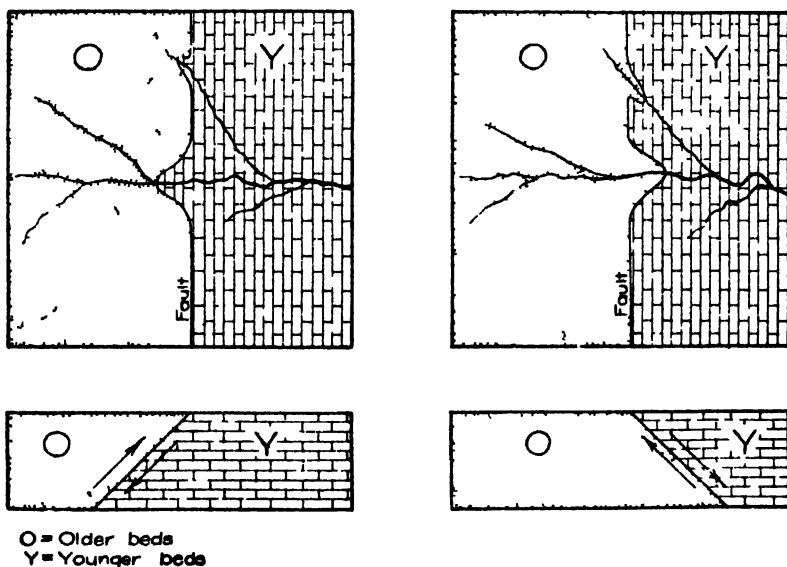 O Y
Fault
O Y
Fault
O Y
O Y
O = Older beds
Y = Younger beds